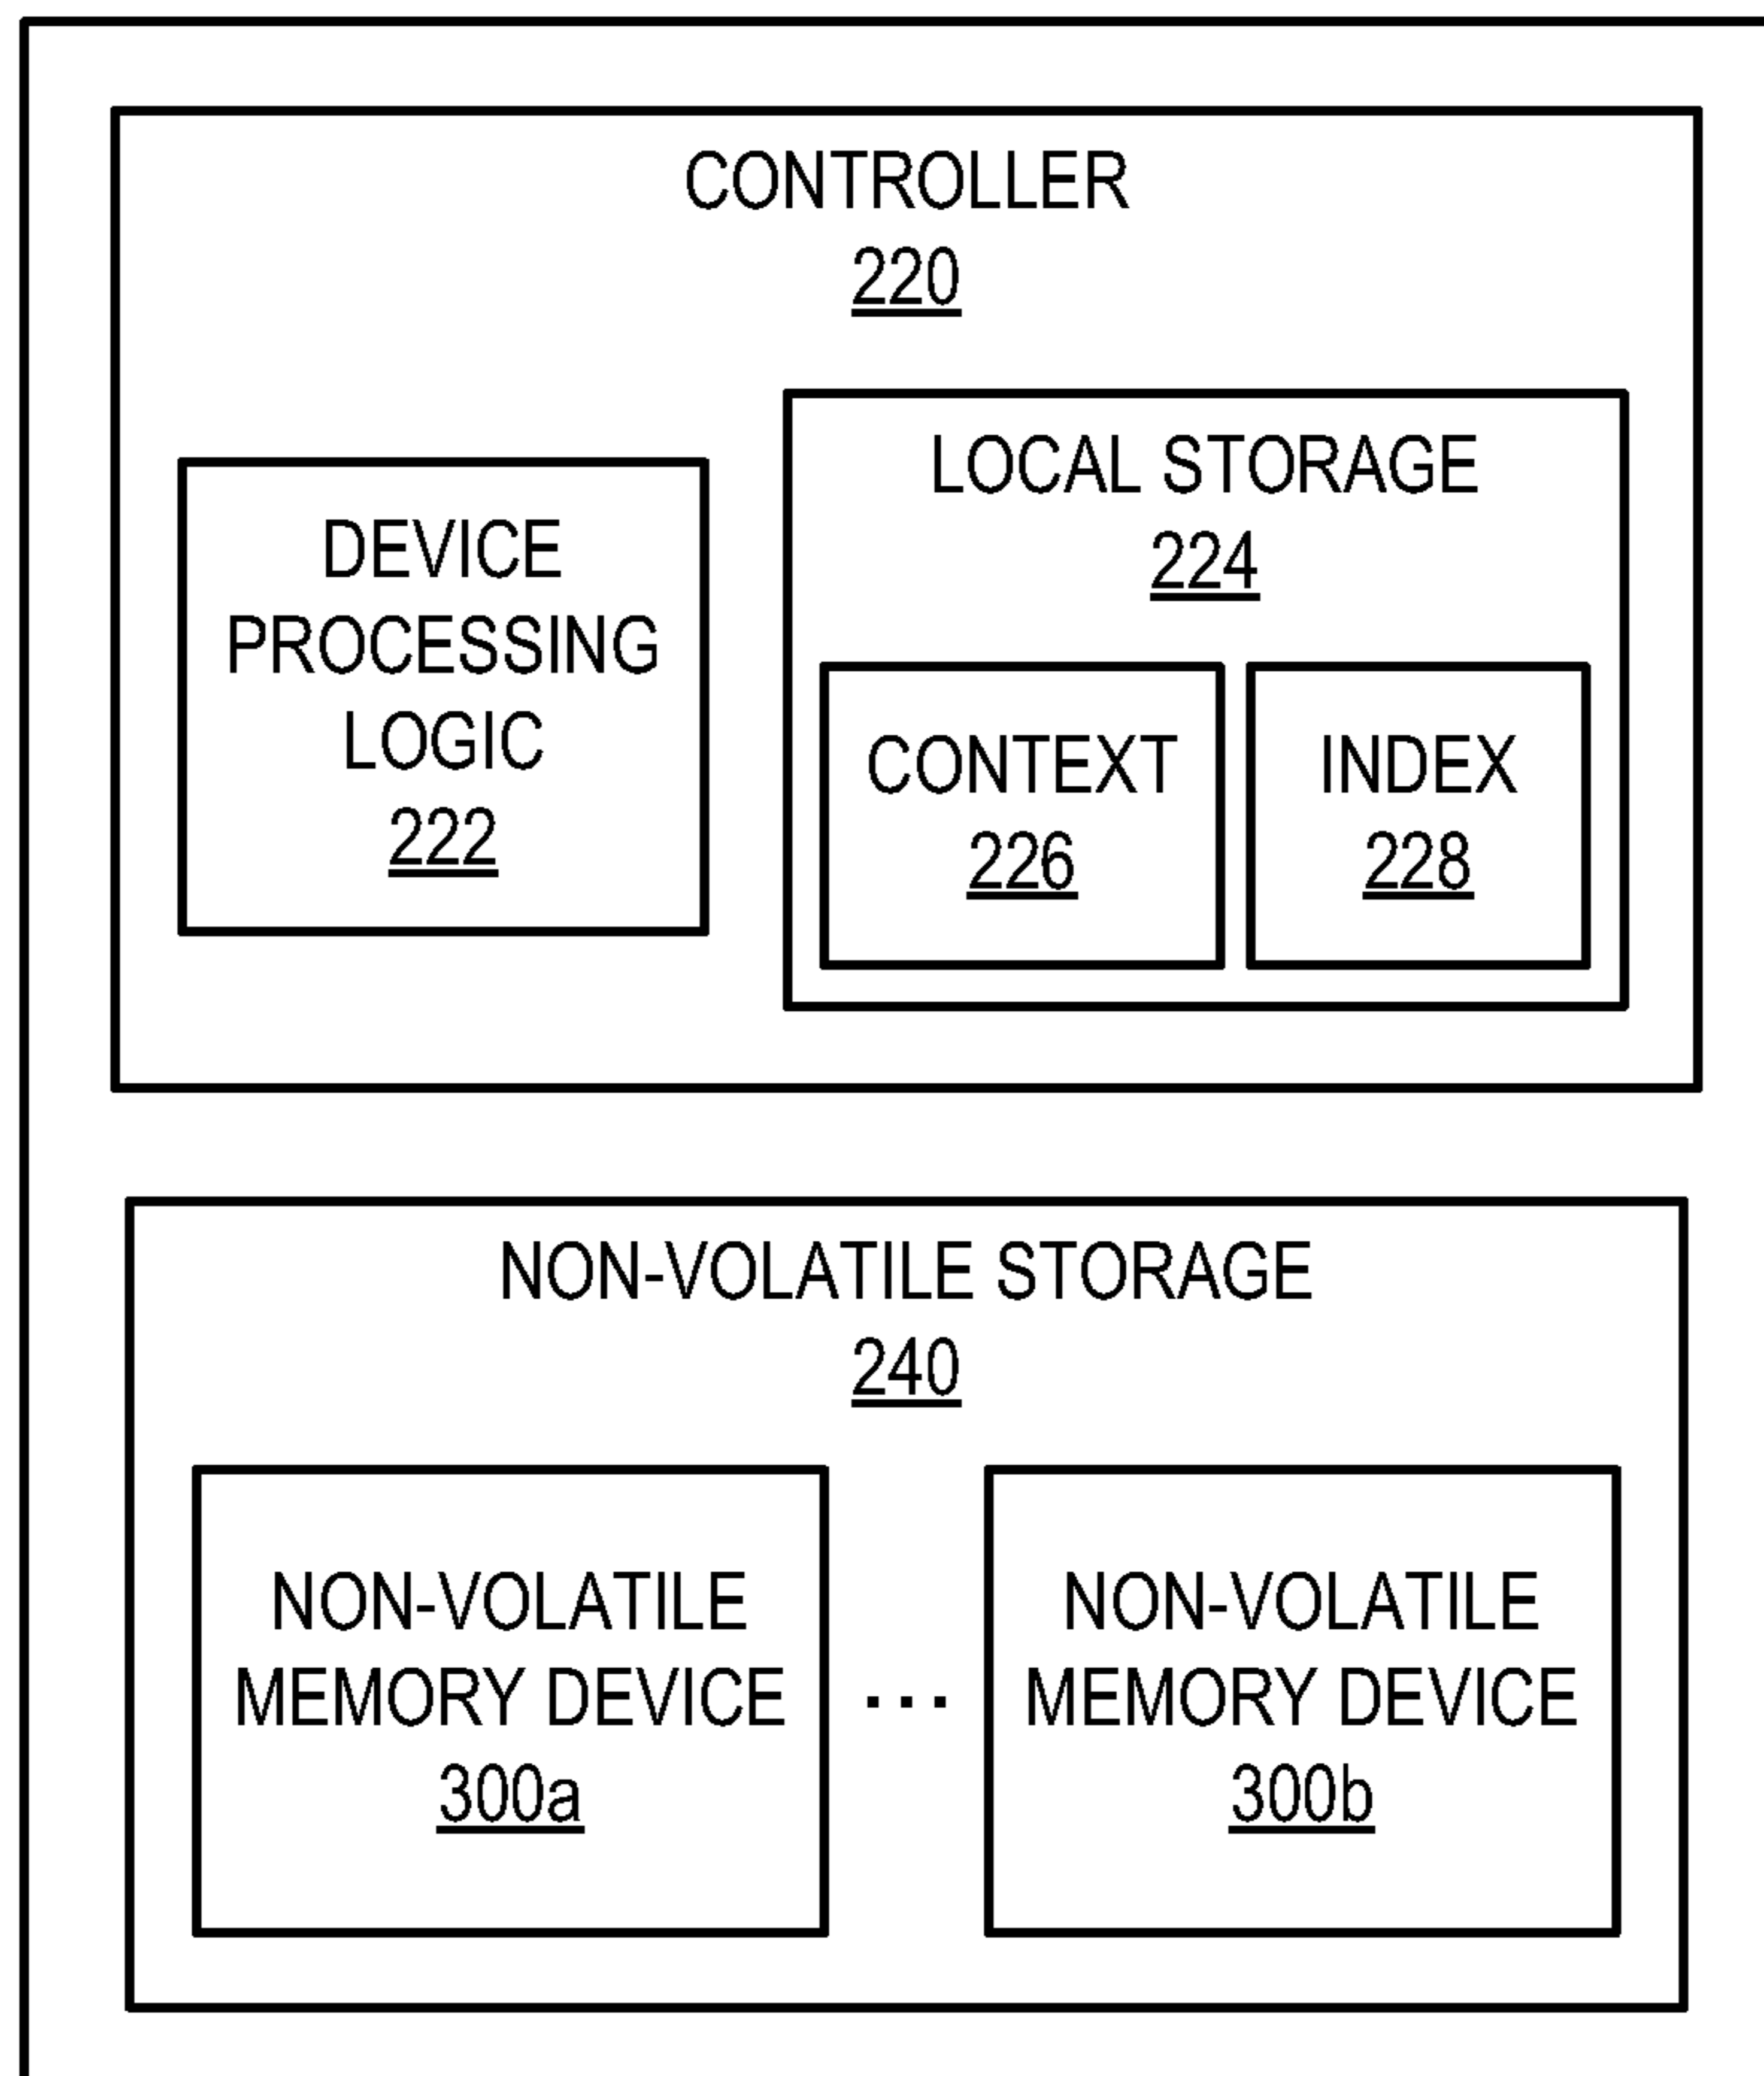 CONTROLLER
220
DEVICE
PROCESSING
LOGIC
222
LOCAL STORAGE
224
CONTEXT
226
INDEX
228
NON-VOLATILE STORAGE
240
NON-VOLATILE
MEMORY DEVICE
300a
...
NON-VOLATILE
MEMORY DEVICE
300b